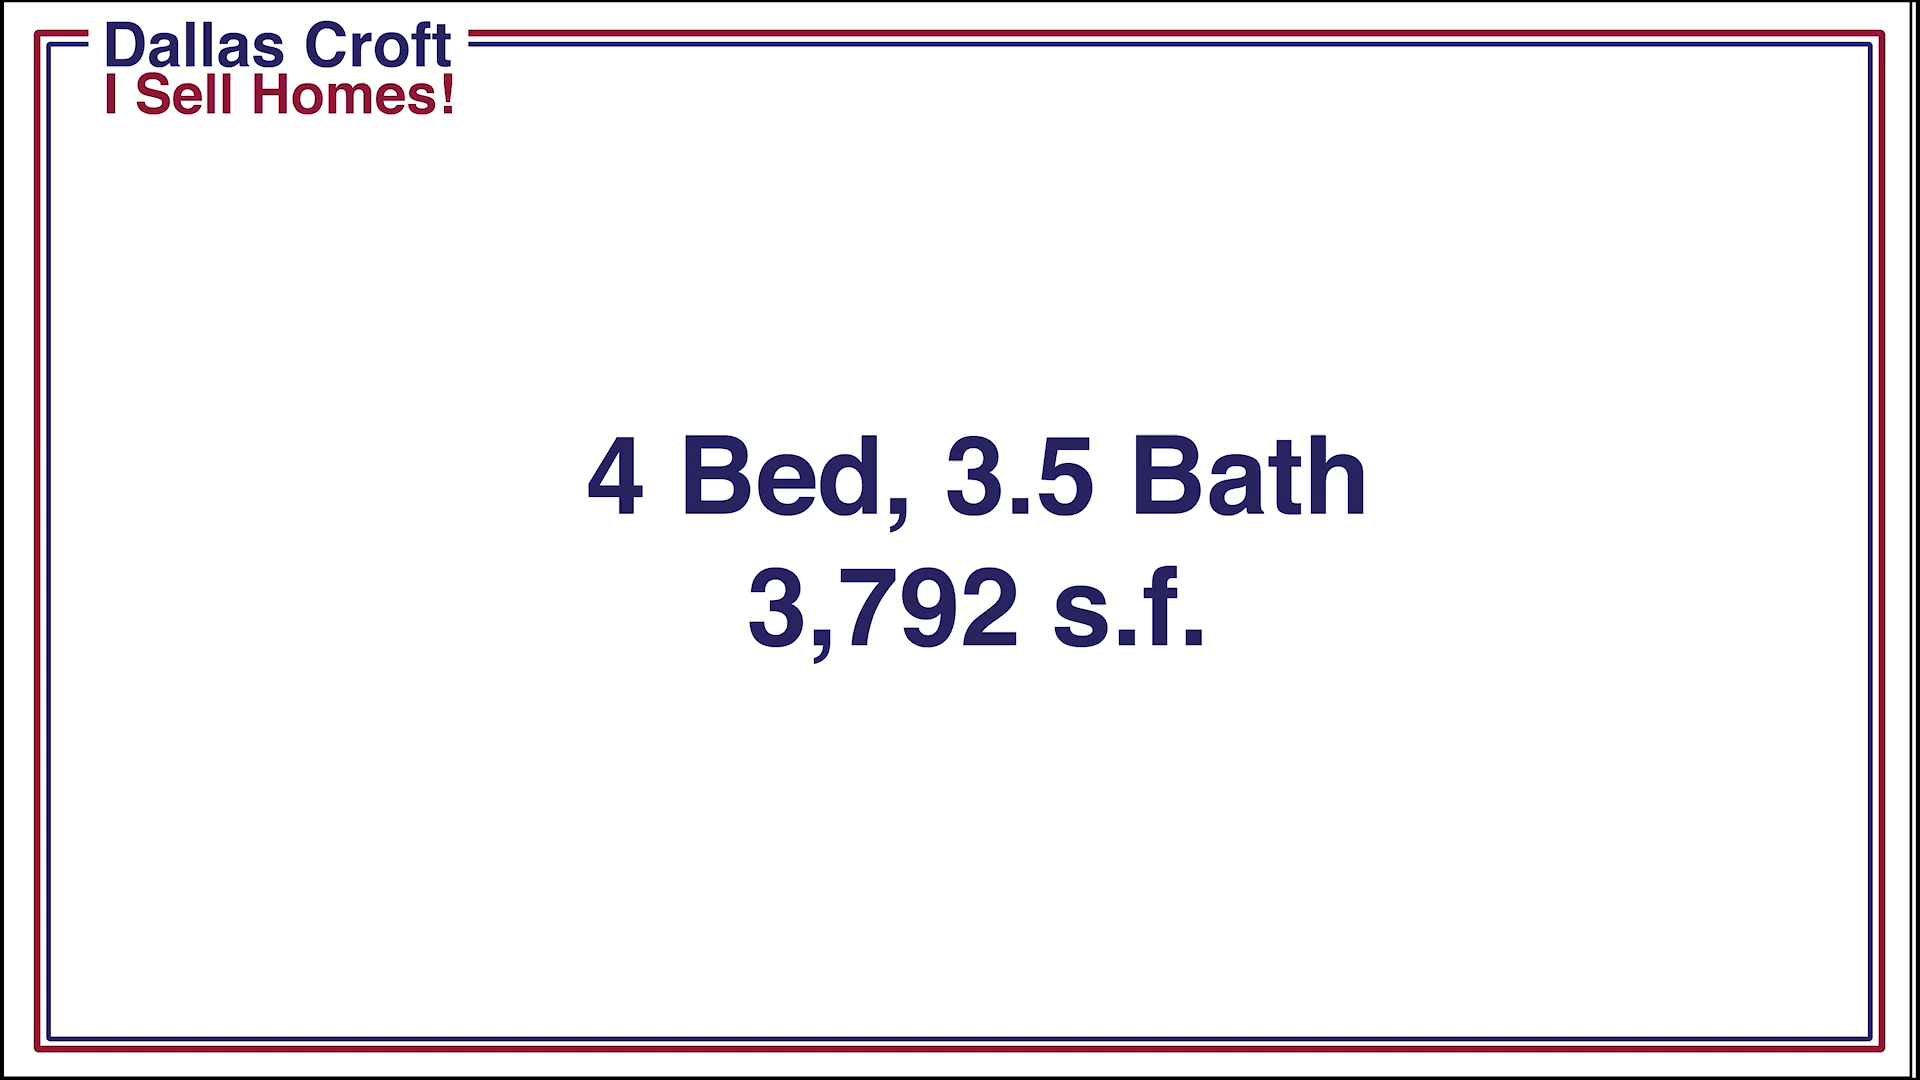 Dallas Croft
I Sell Homes!
4 Bed, 3.5 Bath
3,792 s.f.